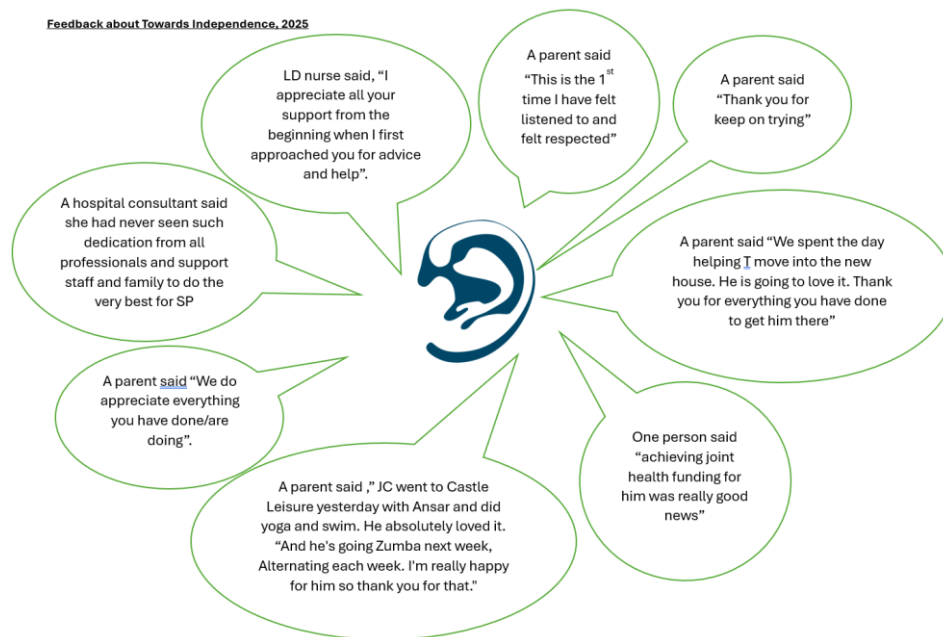 Feedback about Towards Independence, 2025
LD nurse said, “I
appreciate all your
support from the
beginning when I first
approached you for advice
and help”.
A parent said
“This is the 1st
time I have felt
listened to and
felt respected”
A parent said
“Thank you for
keep on trying”
A hospital consultant said
she had never seen such
dedication from all
professionals and support
staff and family to do the
very best for SP
A parent said “We spent the day
helping T move into the new
house. He is going to love it. Thank
you for everything you have done
to get him there”
A parent said “We do
appreciate everything
you have done/are
doing”.
One person said
“achieving joint
health funding for
him was really good
news”
A parent said ,” JC went to Castle
Leisure yesterday with Ansar and did
yoga and swim. He absolutely loved it.
“And he's going Zumba next week,
Alternating each week. I'm really happy
for him so thank you for that."